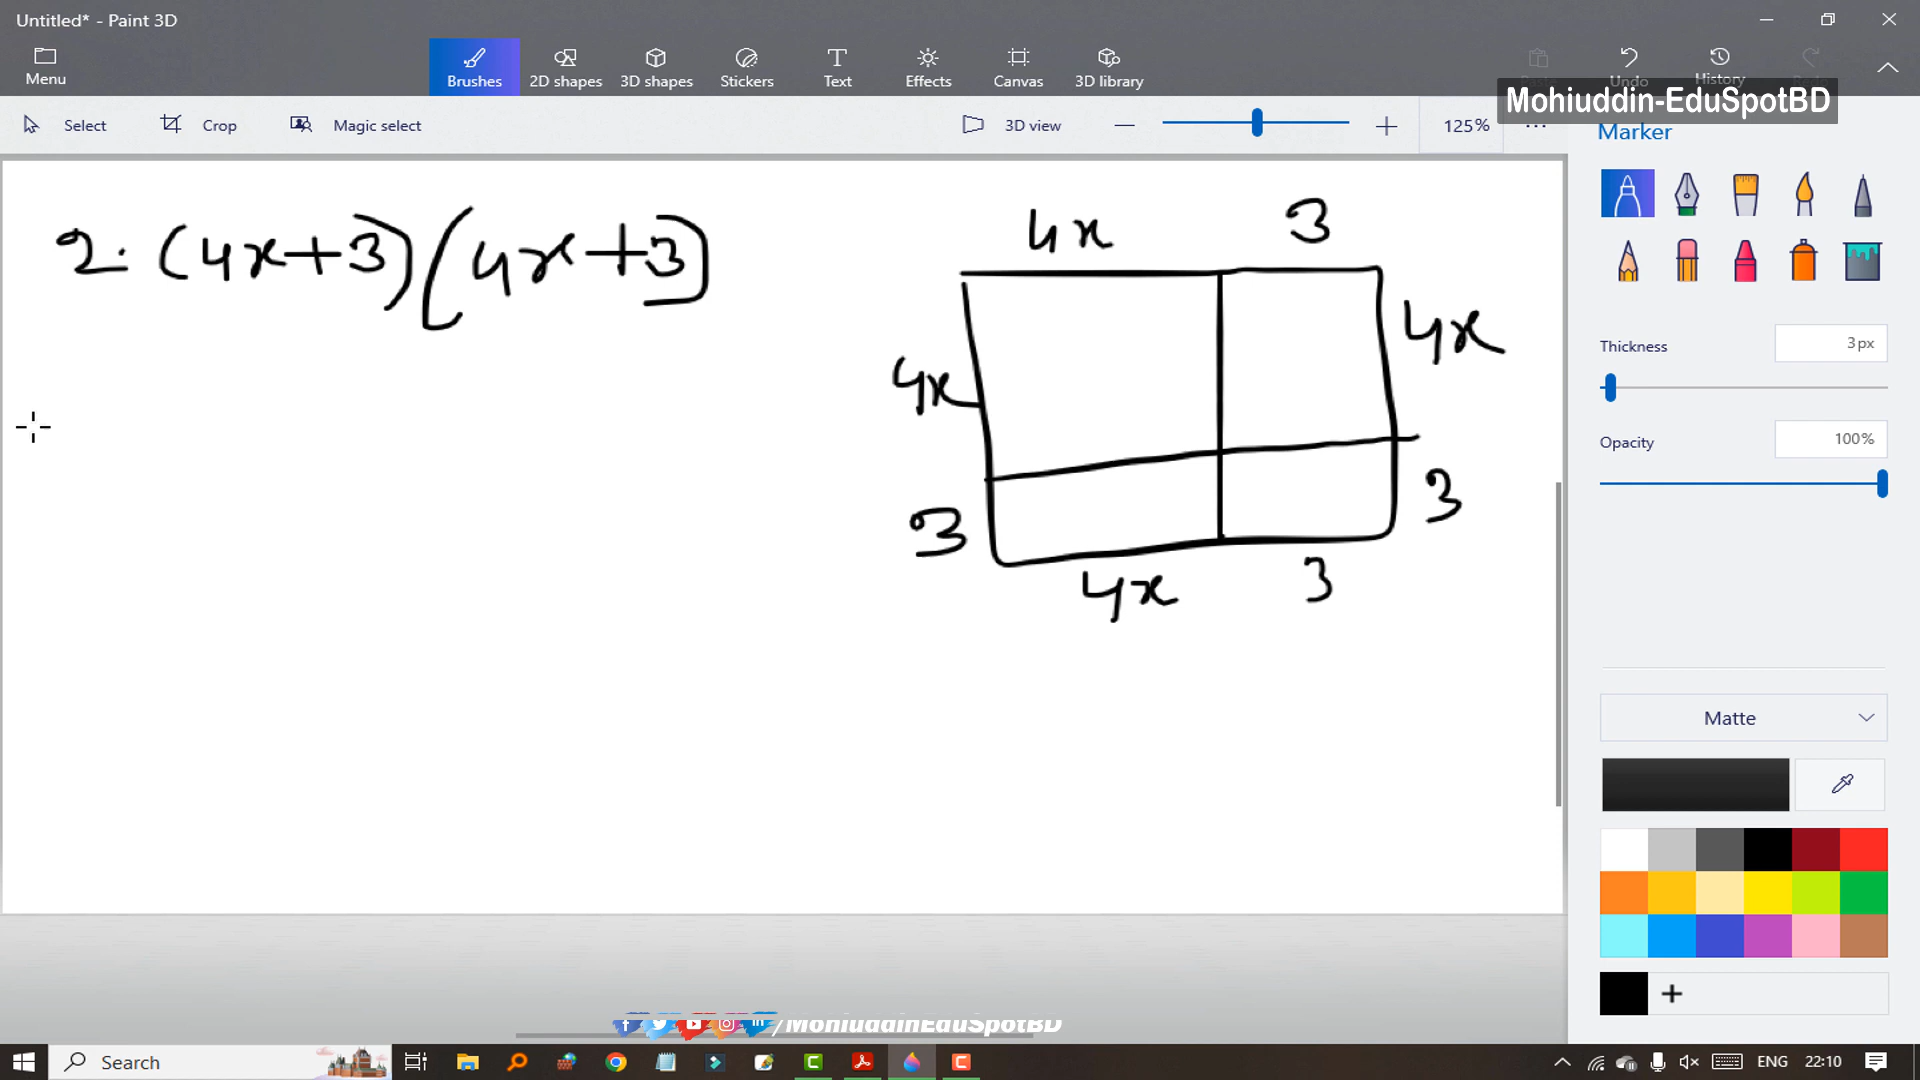 Untitled* - Paint 3D
Menu
Brushes
2D shapes
3D shapes
Stickers
Text
Effects
Canvas
3D library
Undo
History
Mohiuddin-EduSpotBD
Select
Crop
Magic select
3D view
125%
Marker
2. (4x+3)(4x+3)
4x 3
4x
4x
3
3
4x 3
Thickness
3px
Opacity
100%
Matte
/MohiuddinEduSpotBD
Search
ENG
22:10